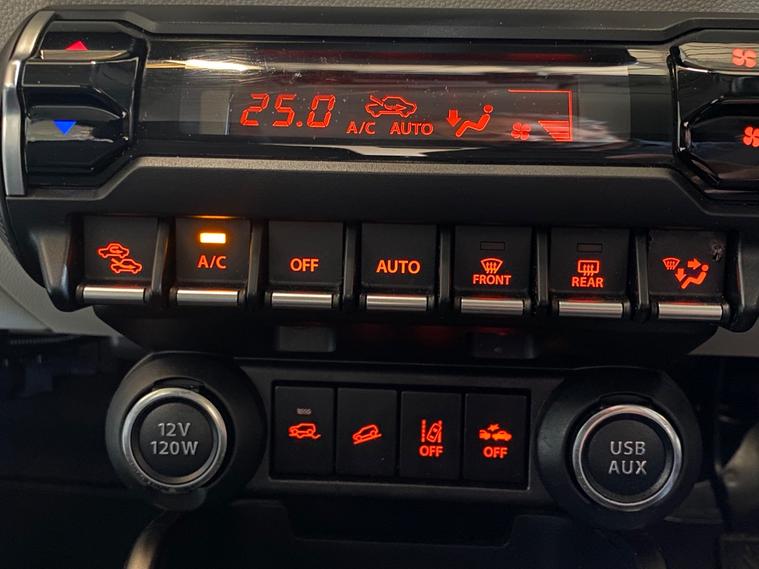 25.0
A/C AUTO
A/C
OFF
AUTO
FRONT
REAR
12V
120W
OFF
OFF
USB
AUX